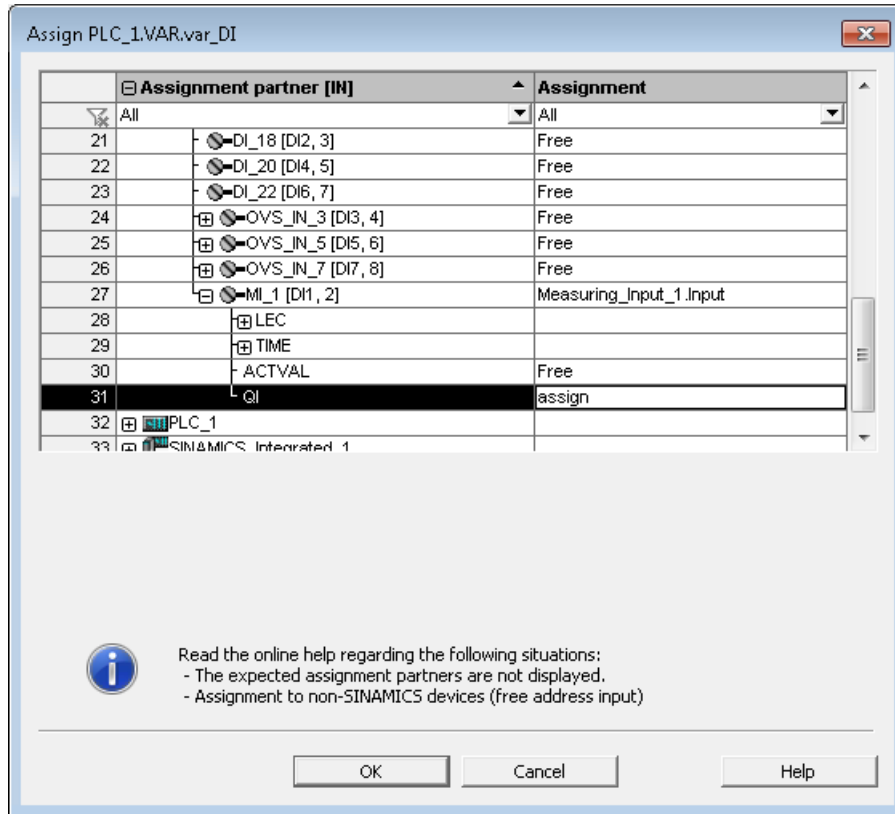 Assign PLC_1.VAR.var_DI
Assignment partner [IN] Assignment
All All
21 DI_18 [DI2, 3] Free
22 DI_20 [DI4, 5] Free
23 DI_22 [DI6, 7] Free
24 OVS_IN_3 [DI3, 4] Free
25 OVS_IN_5 [DI5, 6] Free
26 OVS_IN_7 [DI7, 8] Free
27 MI_1 [DI1, 2] Measuring_Input_1.Input
28 LEC
29 TIME
30 ACTVAL Free
31 QI assign
32 PLC_1
33 SINAMICS_Integrated_1
Read the online help regarding the following situations:
- The expected assignment partners are not displayed.
- Assignment to non-SINAMICS devices (free address input)
OK Cancel Help